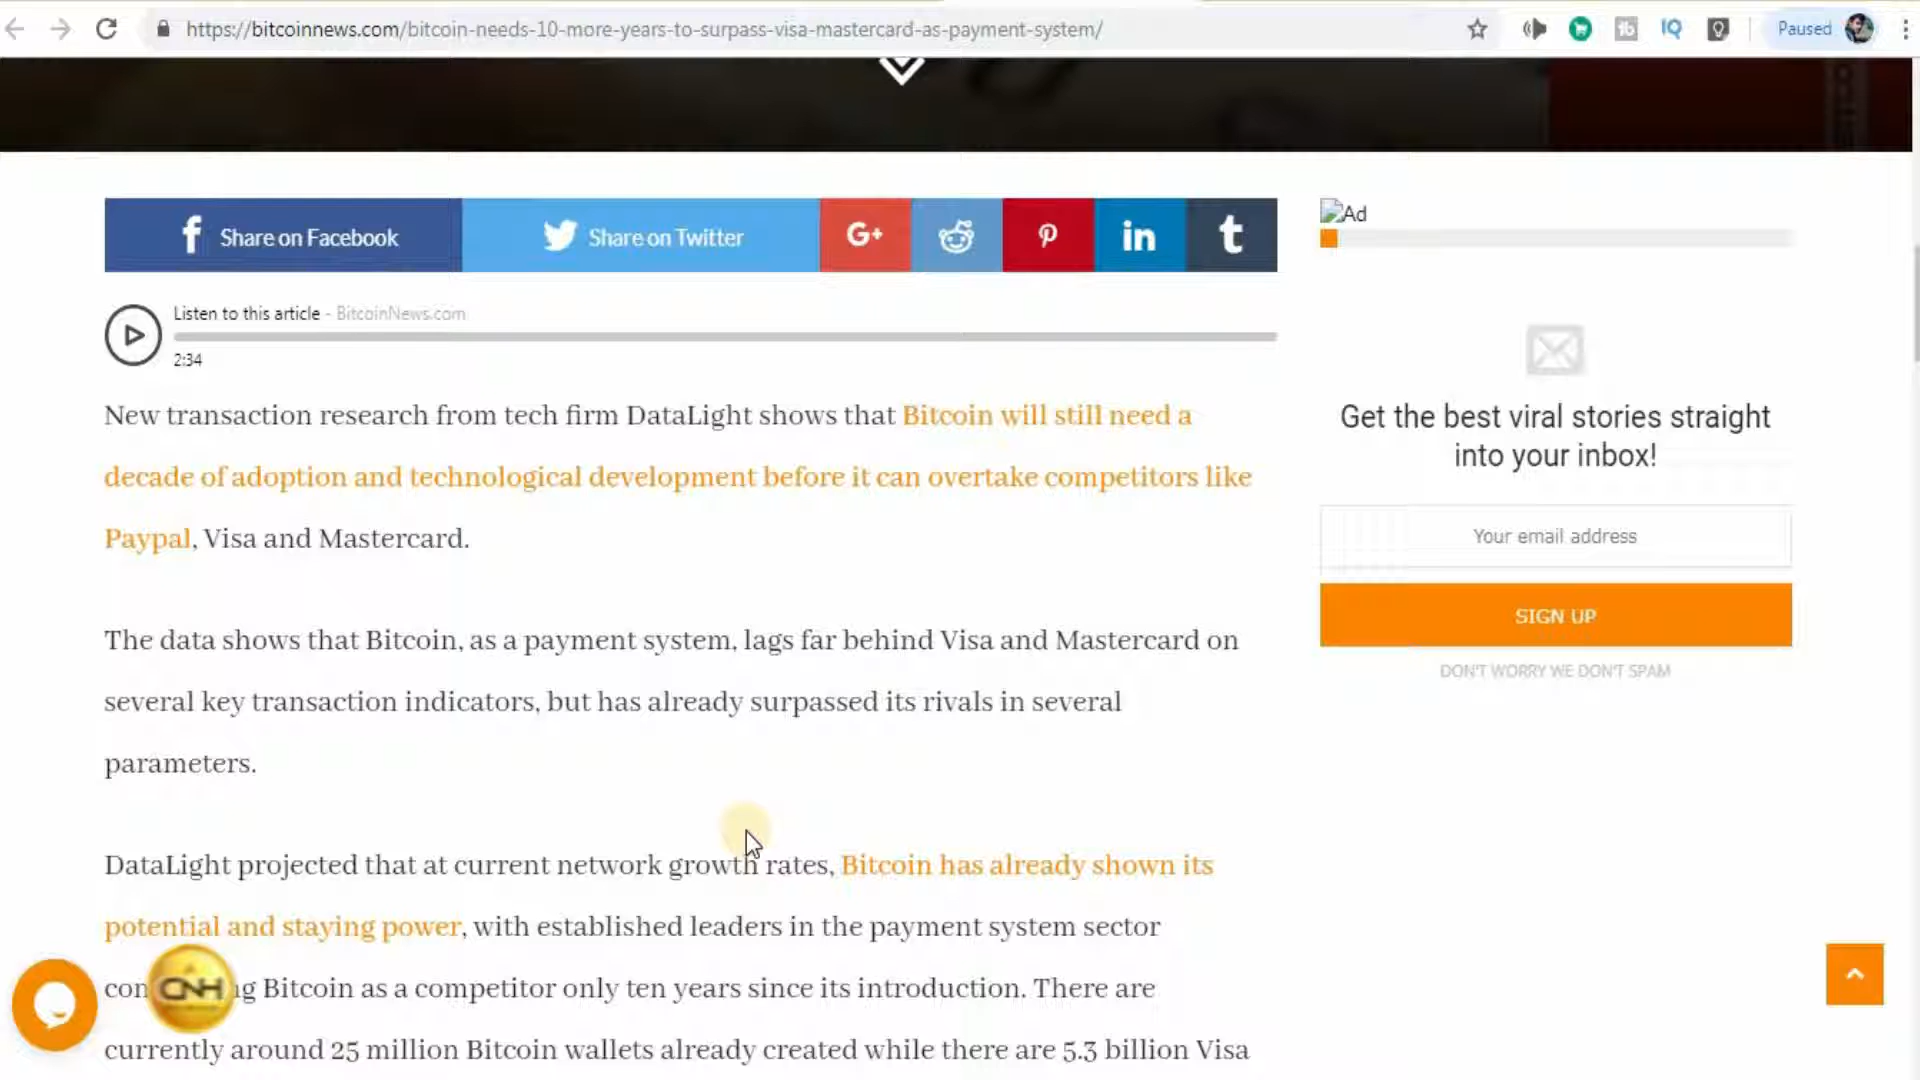 https://bitcoinnews.com/bitcoin-needs-10-more-years-to-surpass-visa-mastercard-as-payment-system/
Paused
Share on Facebook
Share on Twitter
G+
in
t
Ad
Listen to this article - BitcoinNews.com
2:34
New transaction research from tech firm DataLight shows that Bitcoin will still need a
decade of adoption and technological development before it can overtake competitors like
Paypal, Visa and Mastercard.
The data shows that Bitcoin, as a payment system, lags far behind Visa and Mastercard on
several key transaction indicators, but has already surpassed its rivals in several
parameters.
DataLight projected that at current network growth rates, Bitcoin has already shown its
potential and staying power, with established leaders in the payment system sector
con CNH g Bitcoin as a competitor only ten years since its introduction. There are
currently around 25 million Bitcoin wallets already created while there are 5.3 billion Visa
Get the best viral stories straight
into your inbox!
Your email address
SIGN UP
DON'T WORRY WE DON'T SPAM